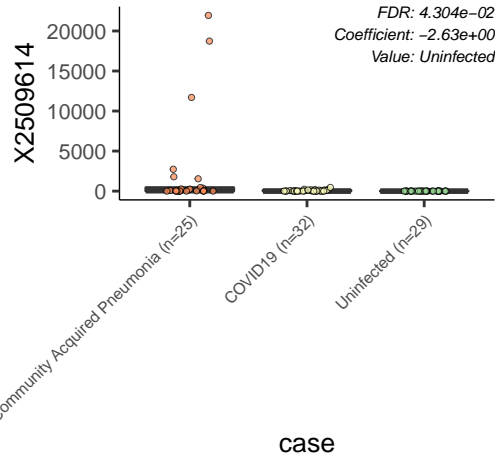 FDR: 4.304e−02
Coefficient: −2.63e+00
Value: Uninfected
X2509614
20000
15000
10000
5000
0
Community Acquired Pneumonia (n=25)
COVID19 (n=32)
Uninfected (n=29)
case